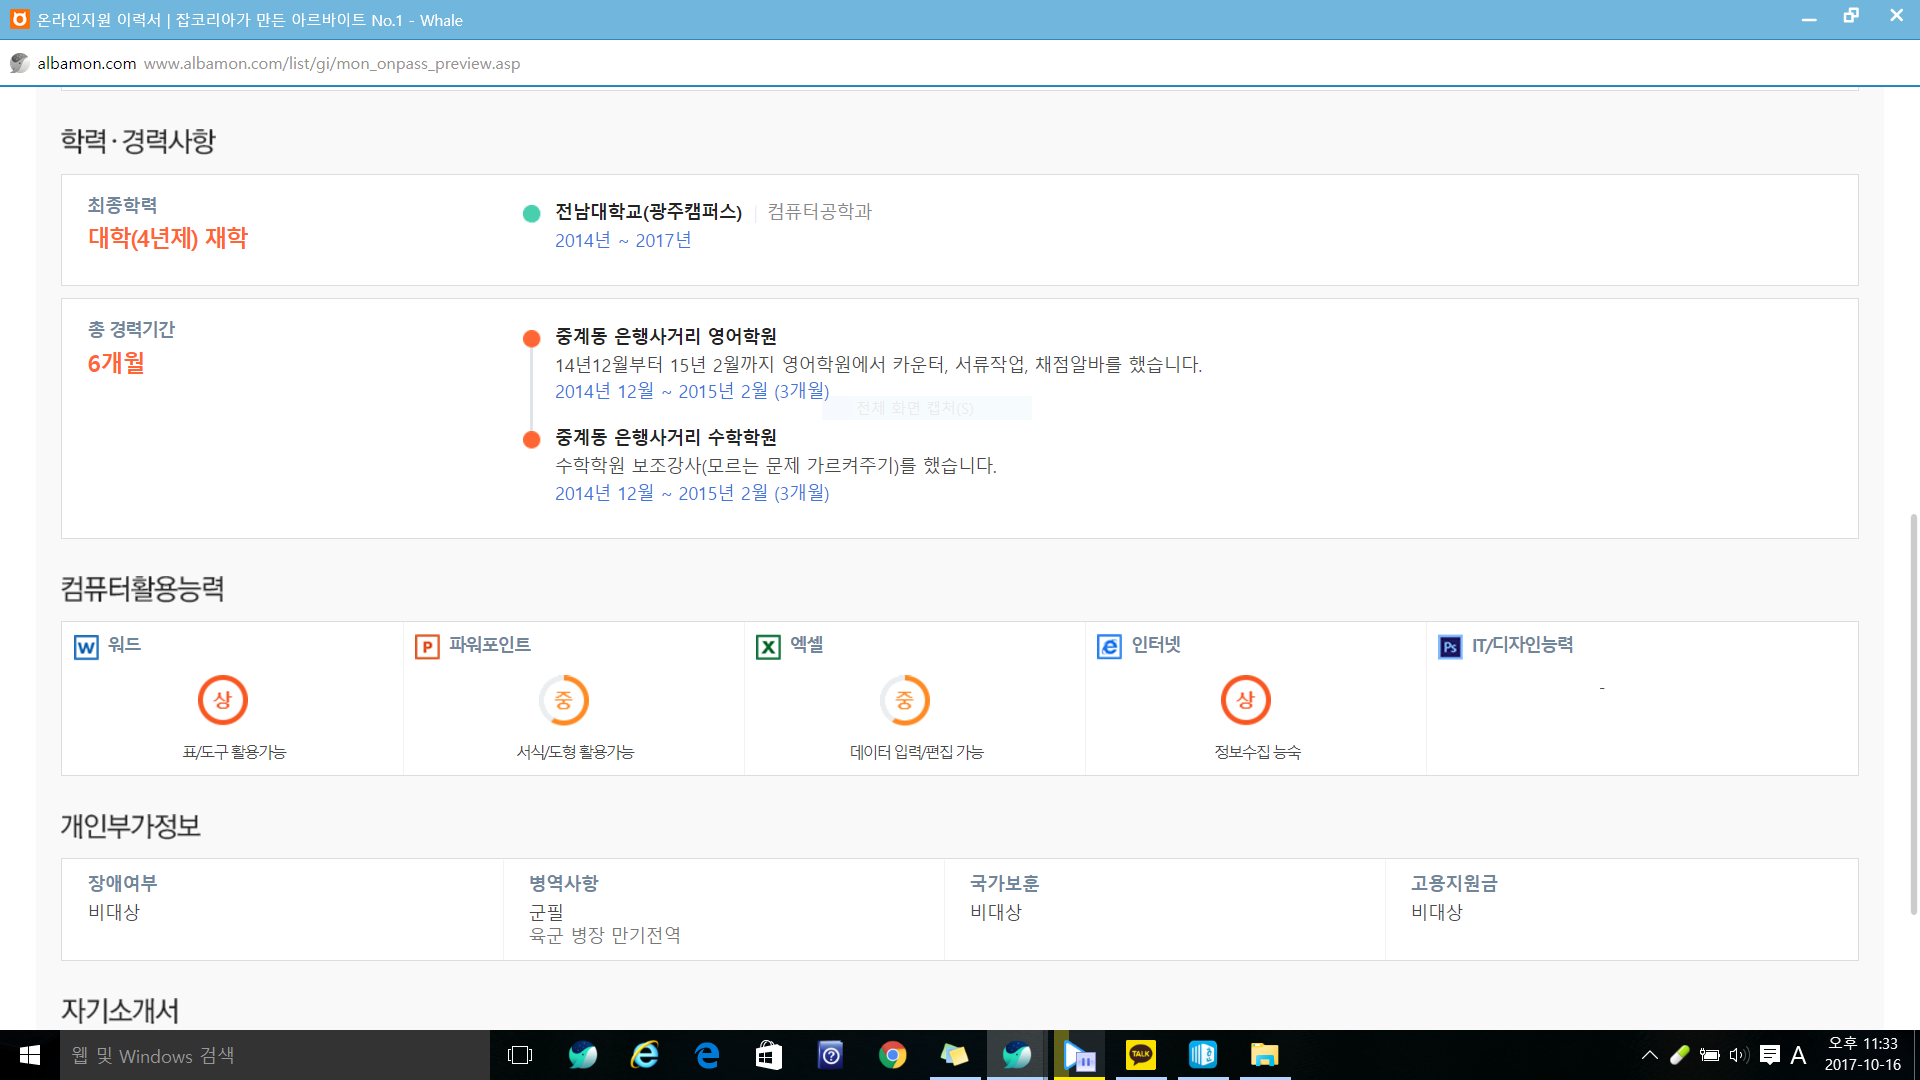 온라인지원 이력서 | 잡코리아가 만든 아르바이트 No.1 - Whale
albamon.com www.albamon.com/list/gi/mon_onpass_preview.asp
학력·경력사항
최종학력
대학(4년제) 재학
전남대학교(광주캠퍼스) | 컴퓨터공학과
2014년 ~ 2017년
총 경력기간
6개월
중계동 은행사거리 영어학원
14년12월부터 15년 2월까지 영어학원에서 카운터, 서류작업, 채점알바를 했습니다.
2014년 12월 ~ 2015년 2월 (3개월)
전체 화면 캡처(S)
중계동 은행사거리 수학학원
수학학원 보조강사(모르는 문제 가르켜주기)를 했습니다.
2014년 12월 ~ 2015년 2월 (3개월)
컴퓨터활용능력
W 워드
상
표/도구 활용가능
P 파워포인트
중
서식/도형 활용가능
X 엑셀
중
데이터 입력/편집 가능
e 인터넷
상
정보수집 능숙
Ps IT/디자인능력
-
개인부가정보
장애여부
비대상
병역사항
군필
육군 병장 만기전역
국가보훈
비대상
고용지원금
비대상
자기소개서
웹 및 Windows 검색
TALK
A
오후 11:33
2017-10-16